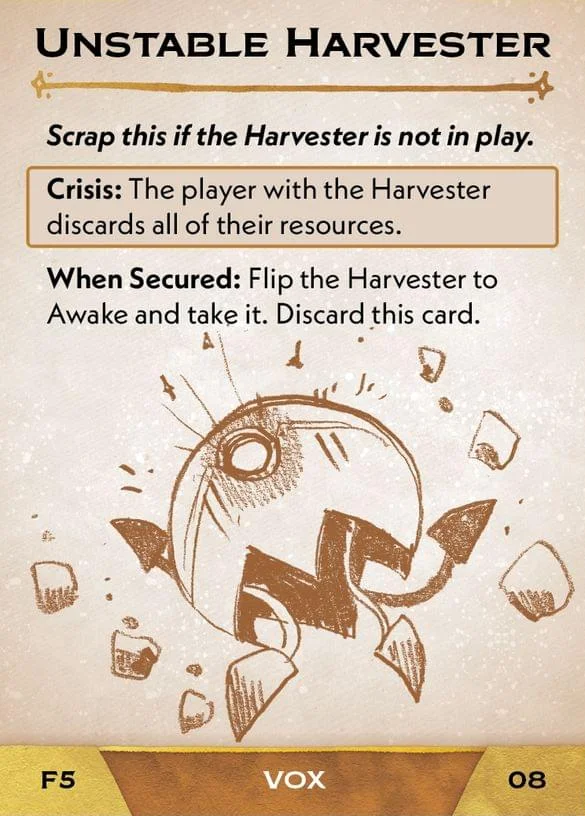 UNSTABLE HARVESTER
Scrap this if the Harvester is not in play.
Crisis: The player with the Harvester
discards all of their resources.
When Secured: Flip the Harvester to
Awake and take it. Discard this card.
F5
VOX
08